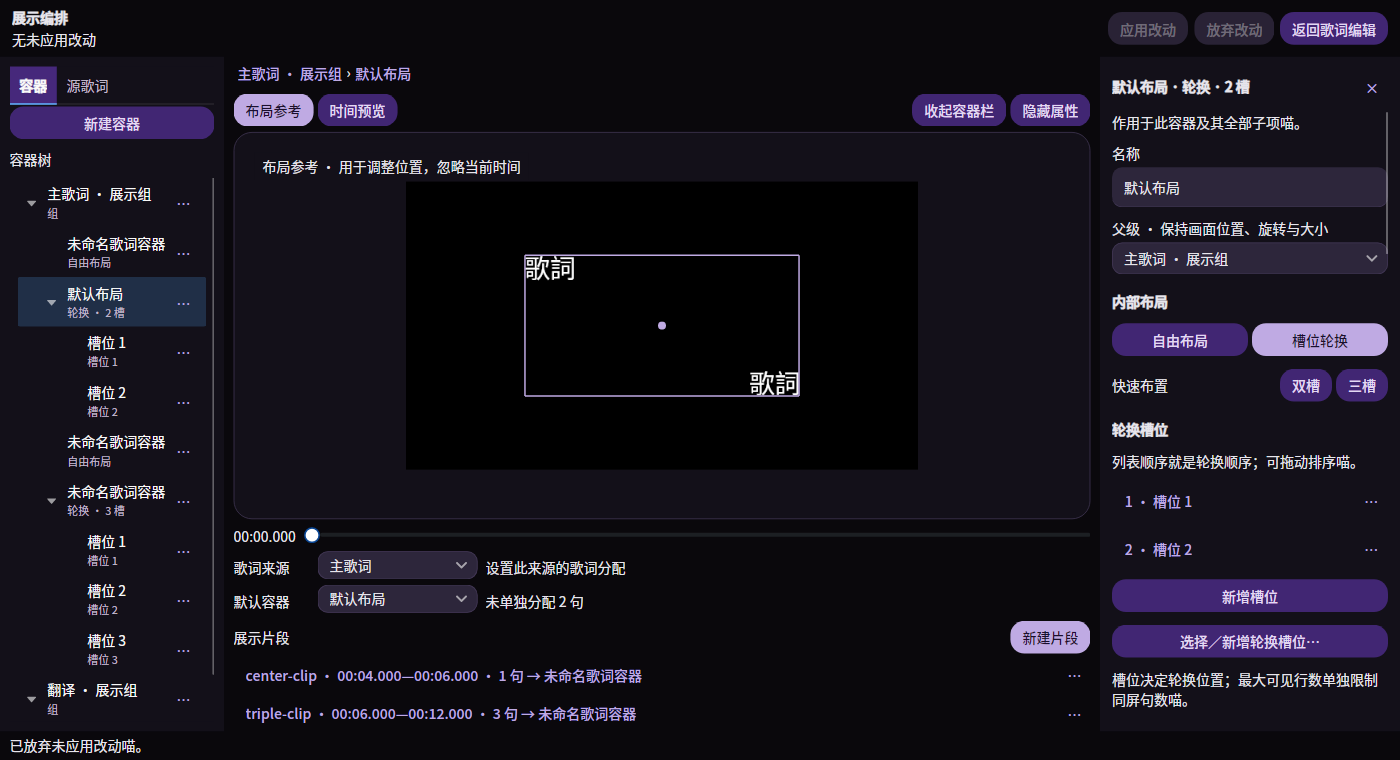 展示编排
无未应用改动
应用改动
放弃改动
返回歌词编辑
容器
源歌词
新建容器
容器树
主歌词 · 展示组
组
未命名歌词容器
自由布局
默认布局
轮换 · 2 槽
槽位 1
槽位 1
槽位 2
槽位 2
未命名歌词容器
自由布局
未命名歌词容器
轮换 · 3 槽
槽位 1
槽位 1
槽位 2
槽位 2
槽位 3
槽位 3
翻译 · 展示组
组
主歌词 · 展示组 › 默认布局
布局参考
时间预览
收起容器栏
隐藏属性
布局参考 · 用于调整位置，忽略当前时间
歌詞
歌詞
00:00.000
歌词来源
主歌词
设置此来源的歌词分配
默认容器
默认布局
未单独分配 2 句
展示片段
新建片段
center-clip · 00:04.000—00:06.000 · 1 句 → 未命名歌词容器
triple-clip · 00:06.000—00:12.000 · 3 句 → 未命名歌词容器
默认布局 · 轮换 · 2 槽
作用于此容器及其全部子项喵。
名称
默认布局
父级 · 保持画面位置、旋转与大小
主歌词 · 展示组
内部布局
自由布局
槽位轮换
快速布置
双槽
三槽
轮换槽位
列表顺序就是轮换顺序；可拖动排序喵。
1 · 槽位 1
2 · 槽位 2
新增槽位
选择／新增轮换槽位…
槽位决定轮换位置；最大可见行数单独限制
同屏句数喵。
已放弃未应用改动喵。